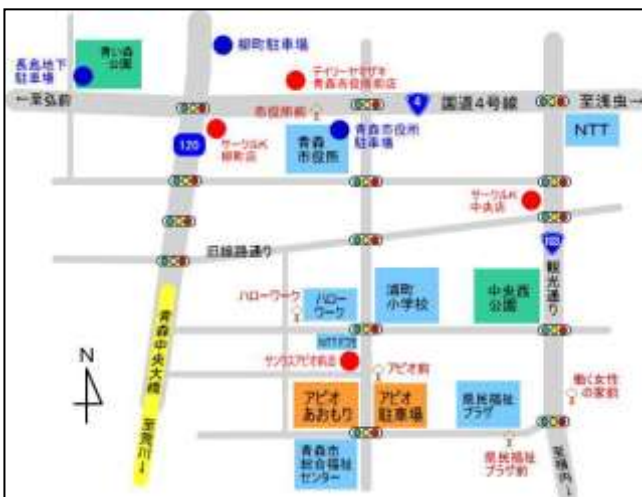 柳町駐車場
青い森
公園
長島地下
駐車場
デイリーヤマザキ
青森市役所前店
←至弘前
市役所前
4
国道4号線
至浅虫→
120
サークルK
柳町店
青森
市役所
青森市役所
駐車場
NTT
サークルK
中央店
旧線路通り
103
観光通り
ハローワーク
ハロー
ワーク
浦町
小学校
中央西
公園
青森中央大橋
サンクスアピオ前店
アピオ前
N
アピオ
あおもり
アピオ
駐車場
県民福祉
プラザ
働く女性
の家前
至荒川↓
青森市
総合福祉
センター
県民福祉
プラザ前
至横内↓